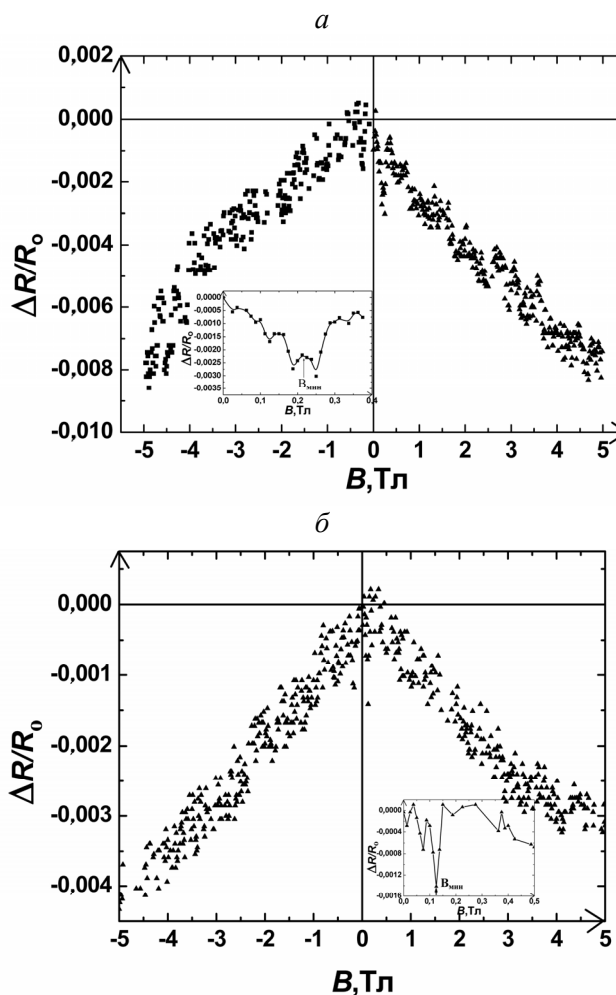 а
0,002
0,000
-0,002
-0,004
-0,006
-0,008
-0,010
ΔR/Rₒ
-5 -4 -3 -2 -1 0 1 2 3 4 5
B,Тл
0,0000
-0,0005
-0,0010
-0,0015
-0,0020
-0,0025
-0,0030
-0,0035
ΔR/Rₒ
Bмин
0,0 0,1 0,2 0,3 0,4
B,Тл
б
0,000
-0,001
-0,002
-0,003
-0,004
ΔR/Rₒ
-5 -4 -3 -2 -1 0 1 2 3 4 5
B,Тл
0,0000
-0,0004
-0,0008
-0,0012
-0,0016
ΔR/Rₒ
Bмин
0,0 0,1 0,2 0,3 0,4 0,5
B,Тл